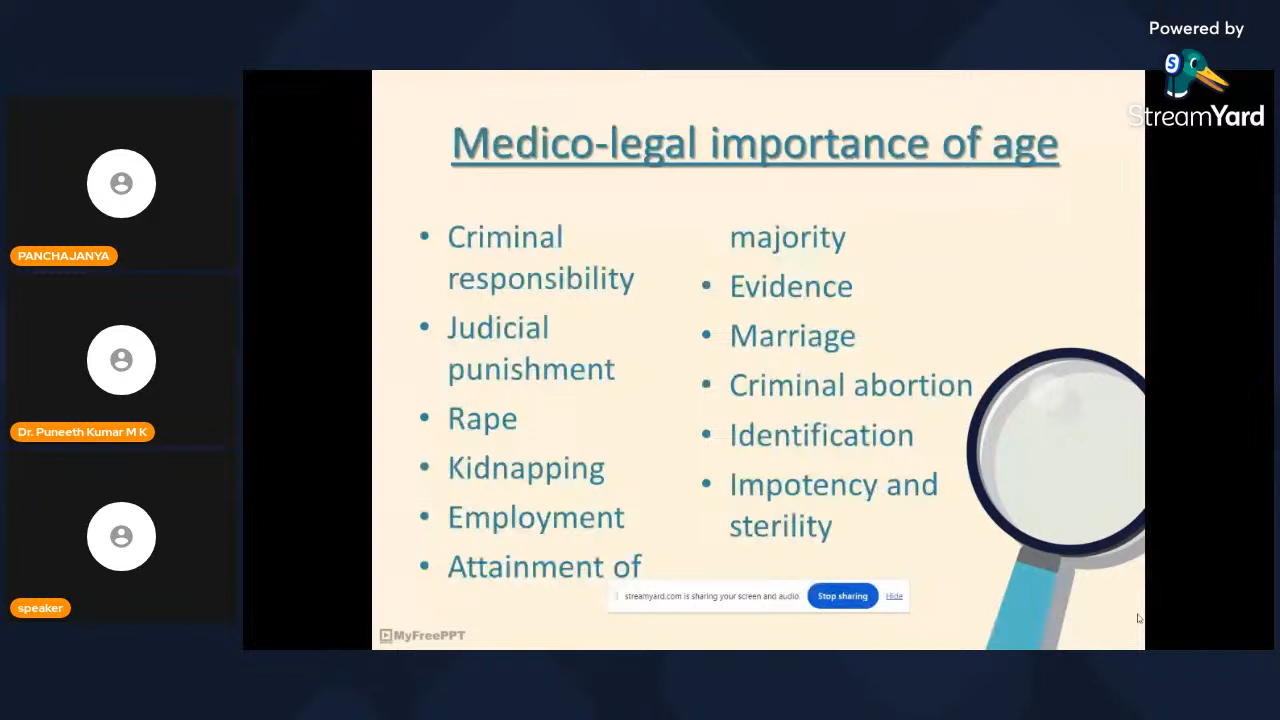 Powered by
StreamYard
PANCHAJANYA
Dr. Puneeth Kumar M K
speaker
Medico-legal importance of age
• Criminal
responsibility
• Judicial
punishment
• Rape
• Kidnapping
• Employment
• Attainment of
majority
• Evidence
• Marriage
• Criminal abortion
• Identification
• Impotency and
sterility
streamyard.com is sharing your screen and audio.
Stop sharing
Hide
MyFreePPT